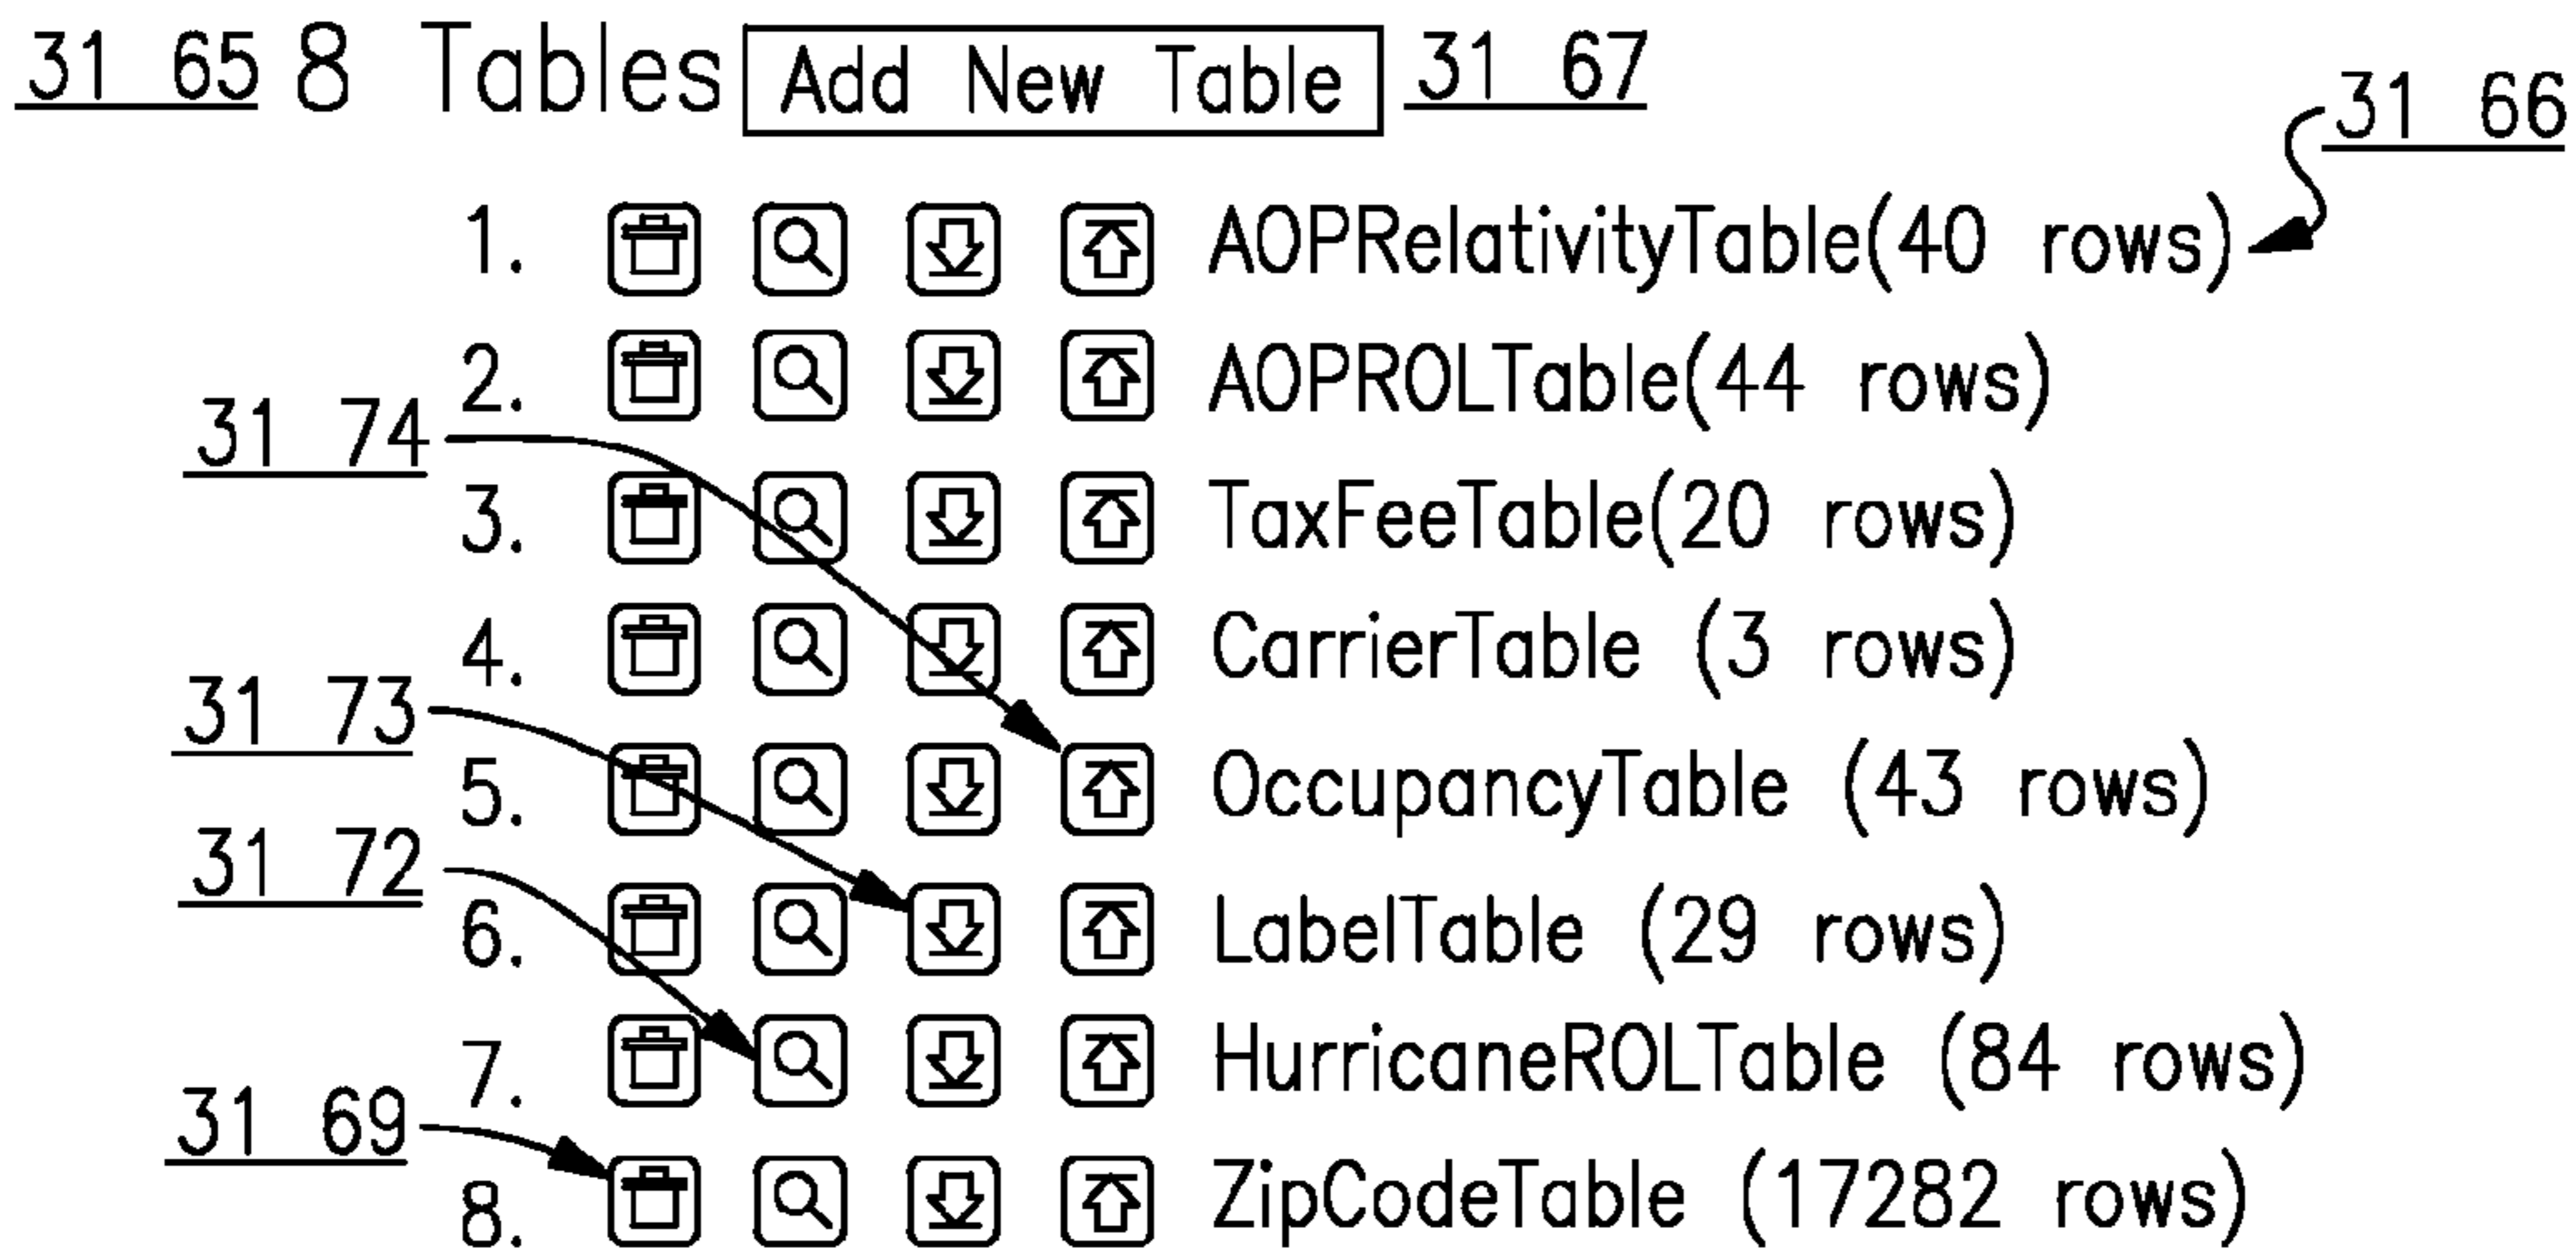 31 65 8 Tables Add New Table 31 67
31 66
1. AOPRelativityTable(40 rows)
2. AOPROLTable(44 rows)
31 74
3. TaxFeeTable(20 rows)
4. CarrierTable (3 rows)
31 73
5. OccupancyTable (43 rows)
31 72
6. LabelTable (29 rows)
7. HurricaneROLTable (84 rows)
31 69
8. ZipCodeTable (17282 rows)